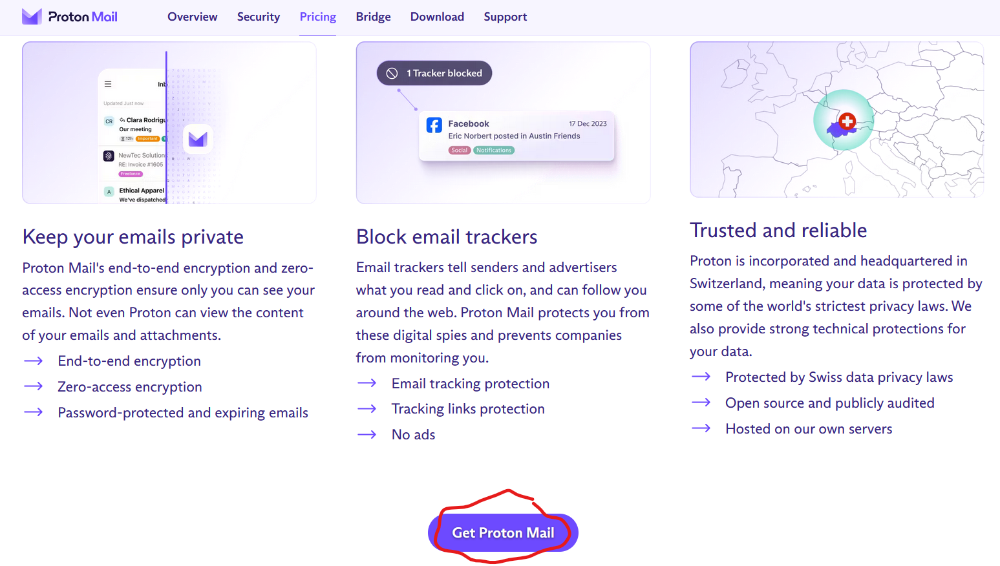 Proton Mail
Overview
Security
Pricing
Bridge
Download
Support
Inb
Updated Just now
CR
Clara Rodrigu
Our meeting
12h
Important
NewTec Solution
RE: Invoice #1605
Freelance
A
Ethical Apparel
We've dispatched
1 Tracker blocked
Facebook
17 Dec 2023
Eric Norbert posted in Austin Friends
Social
Notifications
Keep your emails private
Proton Mail's end-to-end encryption and zero-
access encryption ensure only you can see your
emails. Not even Proton can view the content
of your emails and attachments.
End-to-end encryption
Zero-access encryption
Password-protected and expiring emails
Block email trackers
Email trackers tell senders and advertisers
what you read and click on, and can follow you
around the web. Proton Mail protects you from
these digital spies and prevents companies
from monitoring you.
Email tracking protection
Tracking links protection
No ads
Trusted and reliable
Proton is incorporated and headquartered in
Switzerland, meaning your data is protected by
some of the world's strictest privacy laws. We
also provide strong technical protections for
your data.
Protected by Swiss data privacy laws
Open source and publicly audited
Hosted on our own servers
Get Proton Mail